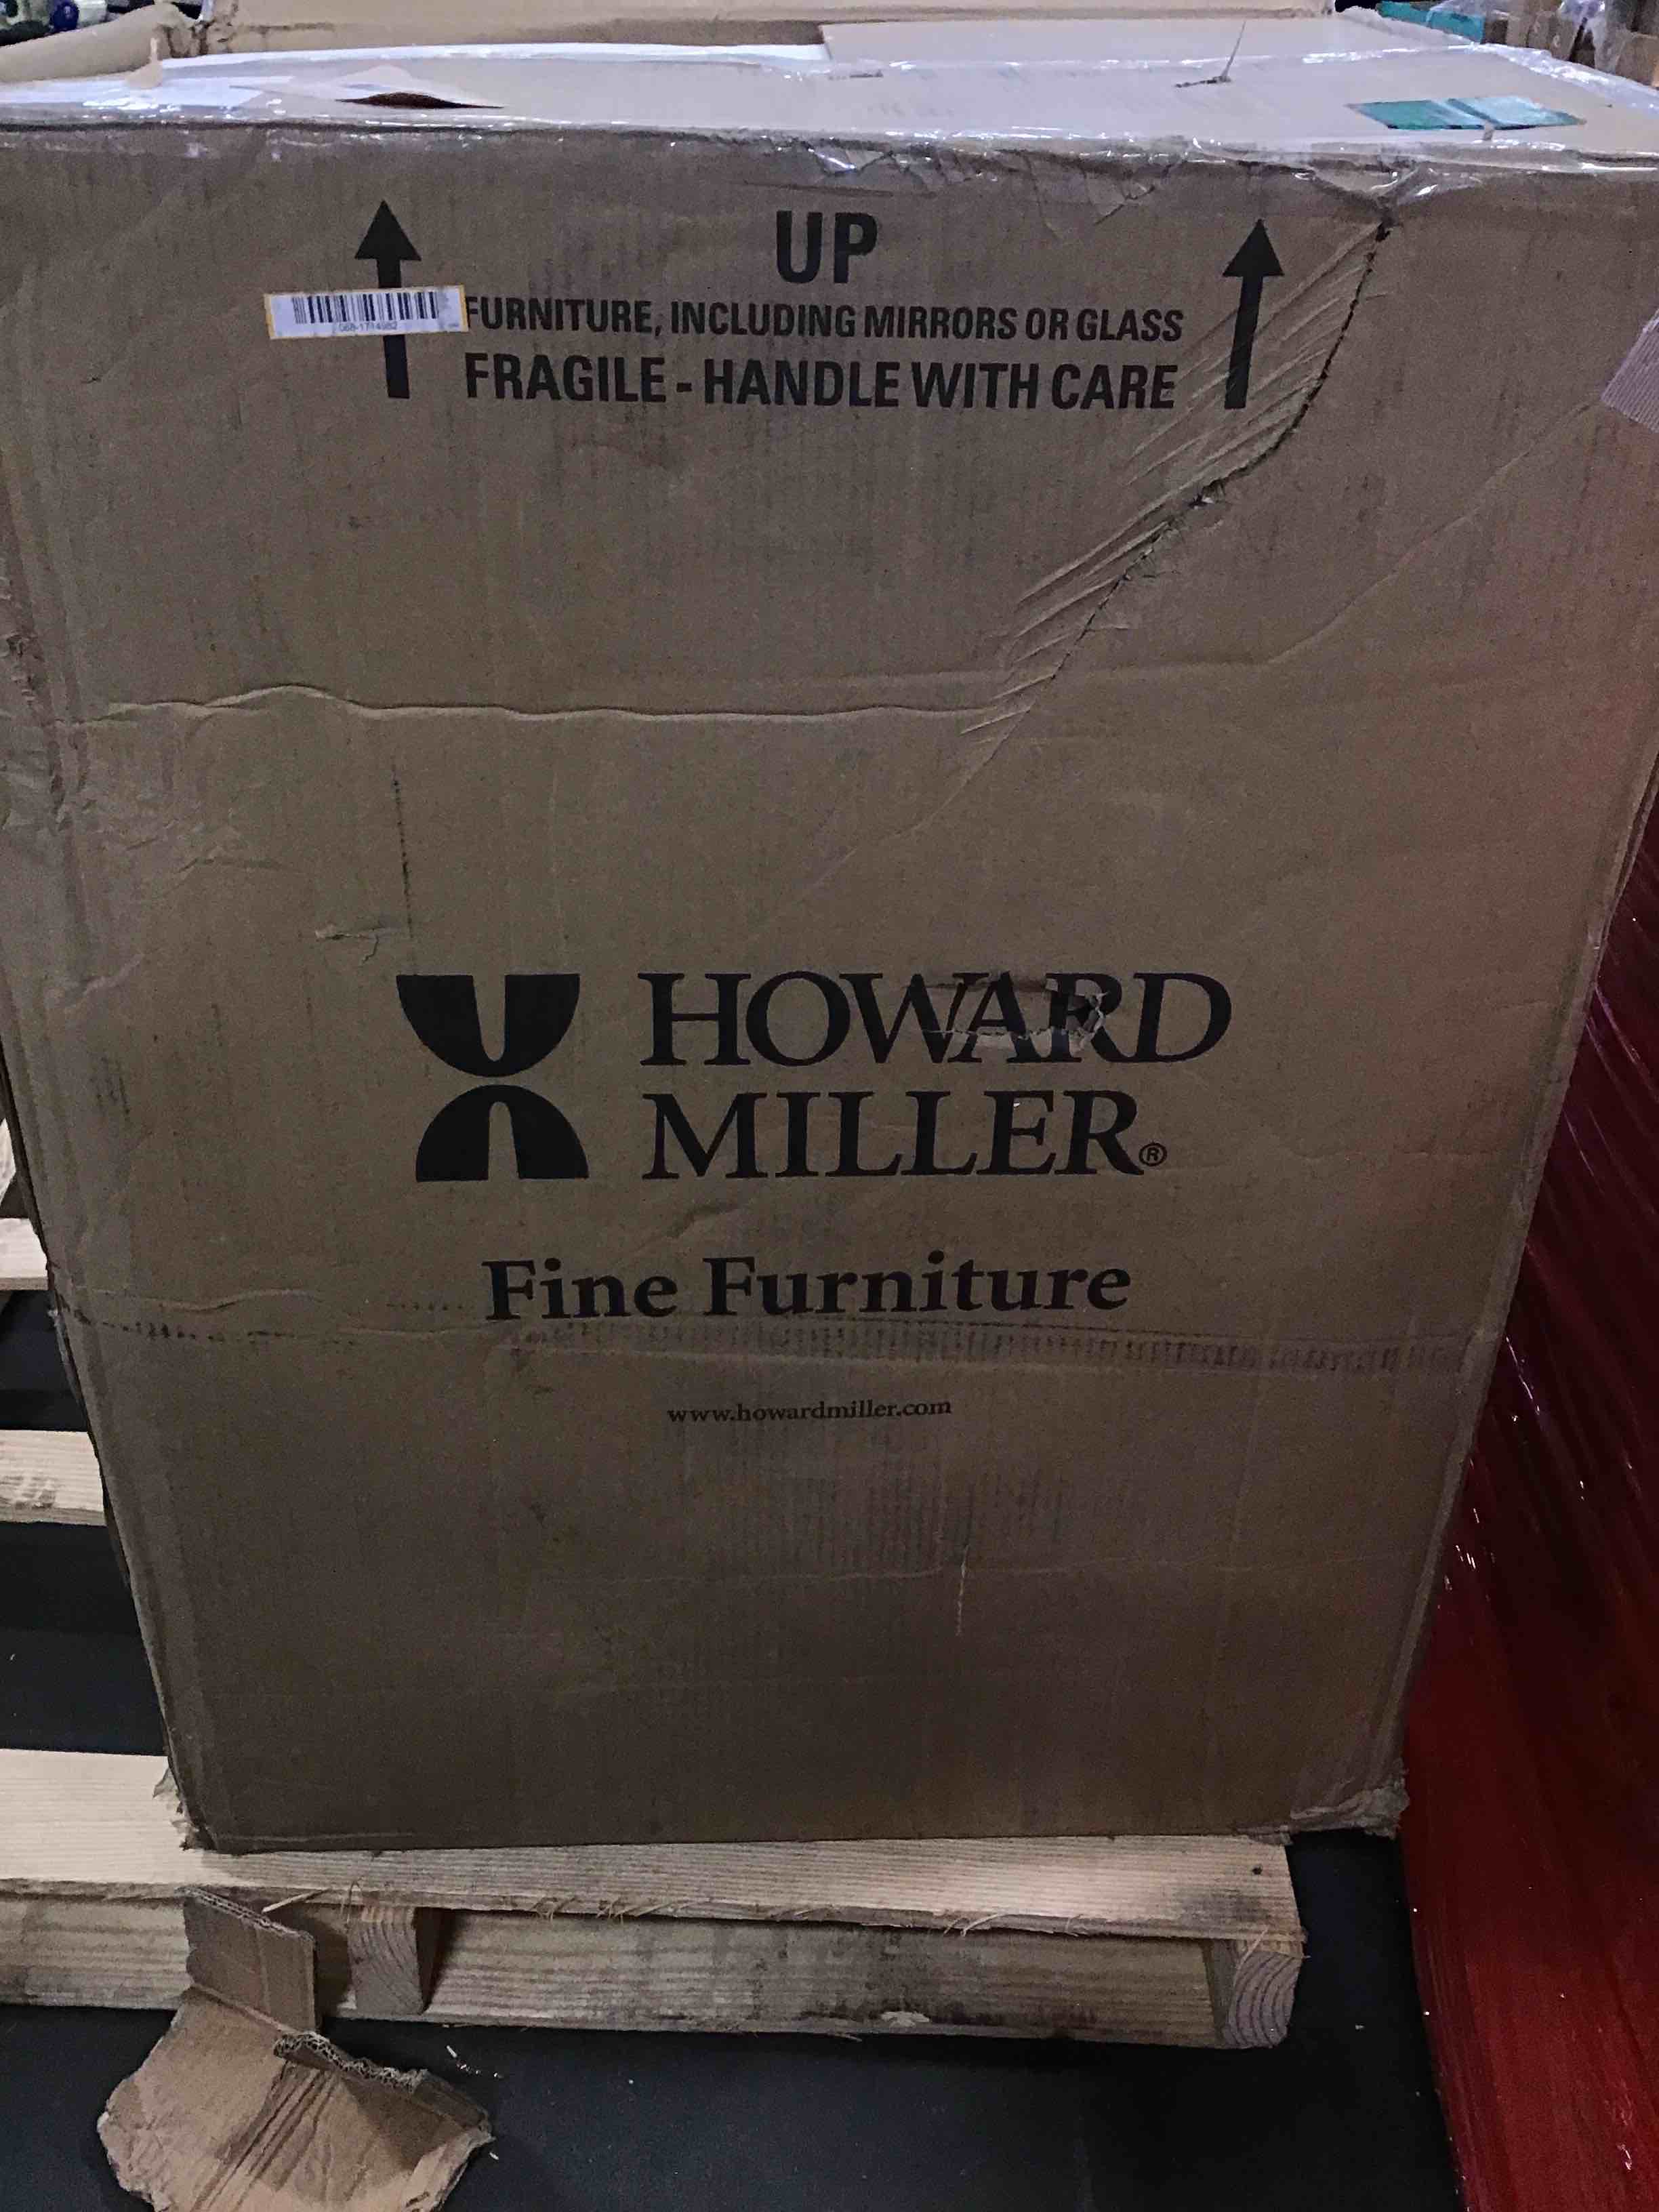 UP
FURNITURE, INCLUDING MIRRORS OR GLASS
FRAGILE - HANDLE WITH CARE
HOWARD
MILLER®
Fine Furniture
www.howardmiller.com